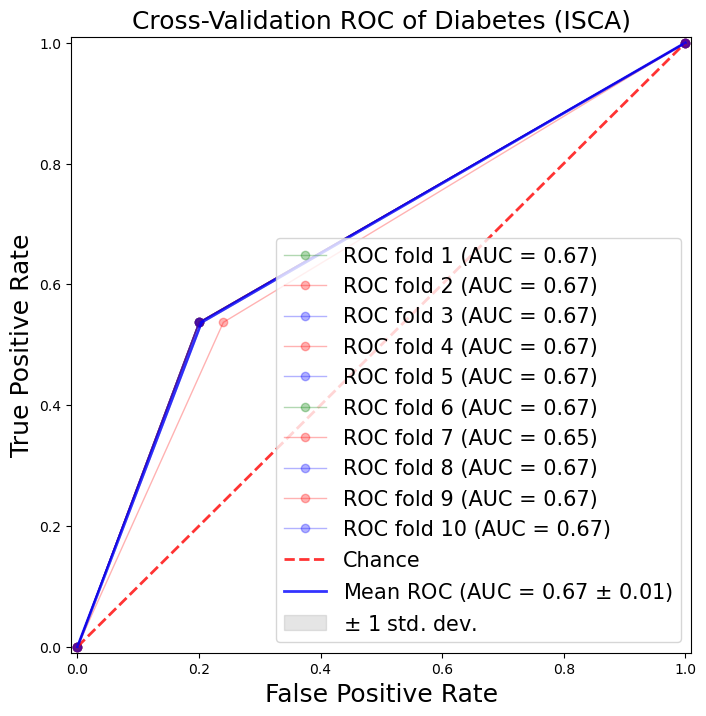 Cross-Validation ROC of Diabetes (ISCA)
1.0
0.8
0.6
0.4
0.2
0.0
True Positive Rate
ROC fold 1 (AUC = 0.67)
ROC fold 2 (AUC = 0.67)
ROC fold 3 (AUC = 0.67)
ROC fold 4 (AUC = 0.67)
ROC fold 5 (AUC = 0.67)
ROC fold 6 (AUC = 0.67)
ROC fold 7 (AUC = 0.65)
ROC fold 8 (AUC = 0.67)
ROC fold 9 (AUC = 0.67)
ROC fold 10 (AUC = 0.67)
Chance
Mean ROC (AUC = 0.67 ± 0.01)
± 1 std. dev.
0.0 0.2 0.4 0.6 0.8 1.0
False Positive Rate